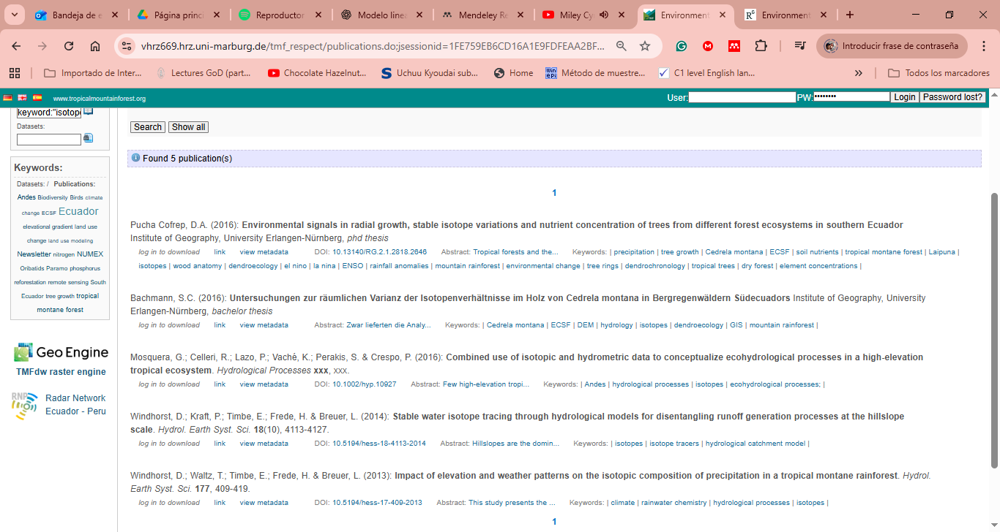 Bandeja de e
Página princi
Reproductor
Modelo linea
Mendeley Re
Miley Cy
Environment
Environment
vhrz669.hrz.uni-marburg.de/tmf_respect/publications.do;jsessionid=1FE759EB6CD16A1E9FDFEAA2BF...
Introducir frase de contraseña
Importado de Inter...
Lectures GoD (part...
Chocolate Hazelnut...
Uchuu Kyoudai sub...
Home
Método de muestre...
C1 level English lan...
Todos los marcadores
www.tropicalmountainforest.org
User:
PW: ••••••••
Login
Password lost?
keyword:"isotop
Datasets:
Keywords:
Datasets: / Publications:
Andes Biodiversity Birds climate
change ECSF Ecuador
elevational gradient land use
change land use modeling
Newsletter nitrogen NUMEX
Oribatids Paramo phosphorus
reforestation remote sensing South
Ecuador tree growth tropical
montane forest
Geo Engine
TMFdw raster engine
RNP
Radar Network
Ecuador - Peru
Search
Show all
Found 5 publication(s)
1
Pucha Cofrep, D.A. (2016): Environmental signals in radial growth, stable isotope variations and nutrient concentration of trees from different forest ecosystems in southern Ecuador
Institute of Geography, University Erlangen-Nürnberg, phd thesis
log in to download link view metadata DOI: 10.13140/RG.2.1.2818.2646 Abstract: Tropical forests and the... Keywords: | precipitation | tree growth | Cedrela montana | ECSF | soil nutrients | tropical montane forest | Laipuna |
isotopes | wood anatomy | dendroecology | el nino | la nina | ENSO | rainfall anomalies | mountain rainforest | environmental change | tree rings | dendrochronology | tropical trees | dry forest | element concentrations |
Bachmann, S.C. (2016): Untersuchungen zur räumlichen Varianz der Isotopenverhältnisse im Holz von Cedrela montana in Bergregenwäldern Südecuadors Institute of Geography, University
Erlangen-Nürnberg, bachelor thesis
log in to download link view metadata Abstract: Zwar lieferten die Analy... Keywords: | Cedrela montana | ECSF | DEM | hydrology | isotopes | dendroecology | GIS | mountain rainforest |
Mosquera, G.; Celleri, R.; Lazo, P.; Vaché, K.; Perakis, S. & Crespo, P. (2016): Combined use of isotopic and hydrometric data to conceptualize ecohydrological processes in a high-elevation
tropical ecosystem. Hydrological Processes xxx, xxx.
log in to download link view metadata DOI: 10.1002/hyp.10927 Abstract: Few high-elevation tropi... Keywords: | Andes | hydrological processes | isotopes | ecohydrological processes; |
Windhorst, D.; Kraft, P.; Timbe, E.; Frede, H. & Breuer, L. (2014): Stable water isotope tracing through hydrological models for disentangling runoff generation processes at the hillslope
scale. Hydrol. Earth Syst. Sci. 18(10), 4113-4127.
log in to download link view metadata DOI: 10.5194/hess-18-4113-2014 Abstract: Hillslopes are the domin... Keywords: | isotopes | isotope tracers | hydrological catchment model |
Windhorst, D.; Waltz, T.; Timbe, E.; Frede, H. & Breuer, L. (2013): Impact of elevation and weather patterns on the isotopic composition of precipitation in a tropical montane rainforest. Hydrol.
Earth Syst. Sci. 177, 409-419.
log in to download link view metadata DOI: 10.5194/hess-17-409-2013 Abstract: This study presents the ... Keywords: | climate | rainwater chemistry | hydrological processes | isotopes |
1